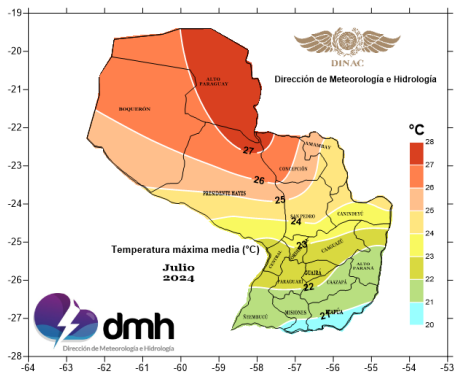 DINAC
Dirección de Meteorología e Hidrología
-19
-20
-21
-22
-23
-24
-25
-26
-27
-28
-64
-63
-62
-61
-60
-59
-58
-57
-56
-55
-54
-53
ALTO
PARAGUAY
BOQUERÓN
AMAMBAY
CONCEPCIÓN
PRESIDENTE HAYES
SAN PEDRO
CANINDEYÚ
CAAGUAZU
CENTRAL
GUAIRÁ
ALTO
PARANÁ
PARAGUARÍ
CAAZAPÁ
ÑEEMBUCÚ
MISIONES
ITAPÚA
27
26
25
24
23
22
21
Temperatura máxima media (°C)
Julio
2024
°C
28
27
26
25
24
23
22
21
20
dmh
Dirección de Meteorología e Hidrología